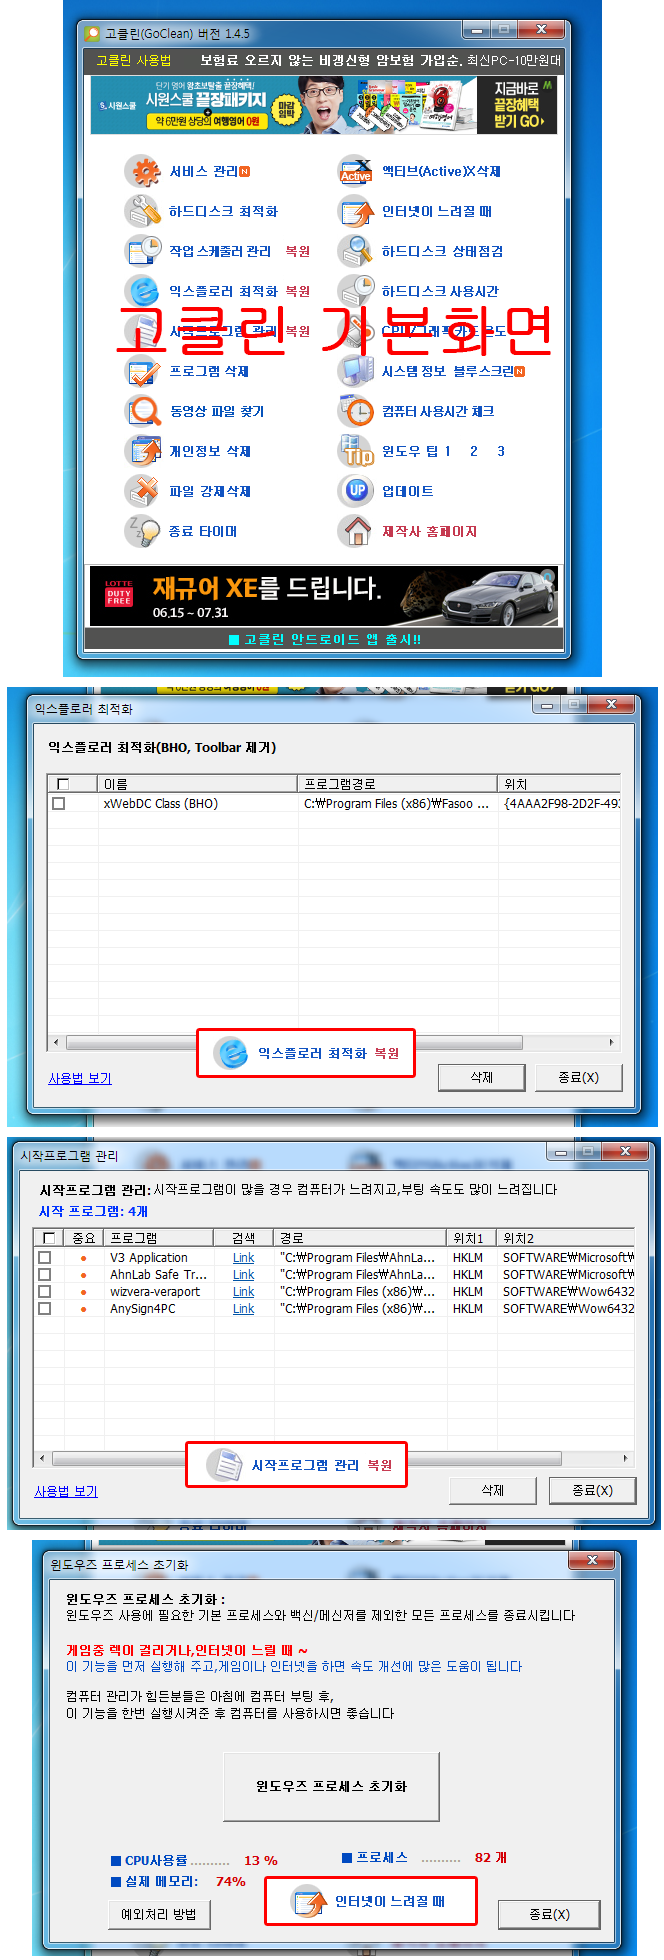 고클린(GoClean) 버전 1.4.5
고클린 사용법 보험료 오르지 않는 비갱신형 암보험 가입순. 최신PC-10만원대
단기 영어 왕초보탈출 끝장혜택!
시원스쿨 시원스쿨 끝장패키지
약 6만원 상당의 여행영어 0원
마감임박
지금바로
끝장혜택
받기 GO
서비스 관리 N
액티브(Active)X삭제
하드디스크 최적화
인터넷이 느려질 때
작업 스케줄러 관리 복원
하드디스크 상태점검
익스플로러 최적화 복원
하드디스크 사용시간
고클린 기본화면
시작프로그램 관리 복원
CPU/그래픽카드 온도
프로그램 삭제
시스템 정보 블루스크린 N
동영상 파일 찾기
컴퓨터 사용시간 체크
개인정보 삭제
윈도우 팁 1 2 3
파일 강제삭제
업데이트
종료 타이머
제작사 홈페이지
LOTTE DUTY FREE
재규어 XE를 드립니다.
06.15 ~ 07.31
■ 고클린 안드로이드 앱 출시!!
익스플로러 최적화
익스플로러 최적화(BHO, Toolbar 제거)
이름 프로그램경로 위치
xWebDC Class (BHO) C:₩Program Files (x86)₩Fasoo ... {4AAA2F98-2D2F-49
익스플로러 최적화 복원
사용법 보기 삭제 종료(X)
시작프로그램 관리
시작프로그램 관리: 시작프로그램이 많을 경우 컴퓨터가 느려지고,부팅 속도도 많이 느려집니다
시작 프로그램: 4개
중요 프로그램 검색 경로 위치1 위치2
V3 Application Link "C:₩Program Files₩AhnLa... HKLM SOFTWARE₩Microsoft₩
AhnLab Safe Tr... Link "C:₩Program Files₩AhnLa... HKLM SOFTWARE₩Microsoft₩
wizvera-veraport Link "C:₩Program Files (x86)₩... HKLM SOFTWARE₩Wow6432
AnySign4PC Link "C:₩Program Files (x86)₩... HKLM SOFTWARE₩Wow6432
시작프로그램 관리 복원
사용법 보기 삭제 종료(X)
윈도우즈 프로세스 초기화
윈도우즈 프로세스 초기화 :
윈도우즈 사용에 필요한 기본 프로세스와 백신/메신저를 제외한 모든 프로세스를 종료시킵니다
게임중 렉이 걸리거나,인터넷이 느릴 때 ~
이 기능을 먼저 실행해 주고,게임이나 인터넷을 하면 속도 개선에 많은 도움이 됩니다
컴퓨터 관리가 힘든분들은 아침에 컴퓨터 부팅 후,
이 기능을 한번 실행시켜준 후 컴퓨터를 사용하시면 좋습니다
윈도우즈 프로세스 초기화
■ CPU사용률 .......... 13 % ■ 프로세스 .......... 82 개
■ 실제 메모리: 74%
인터넷이 느려질 때
예외처리 방법 종료(X)